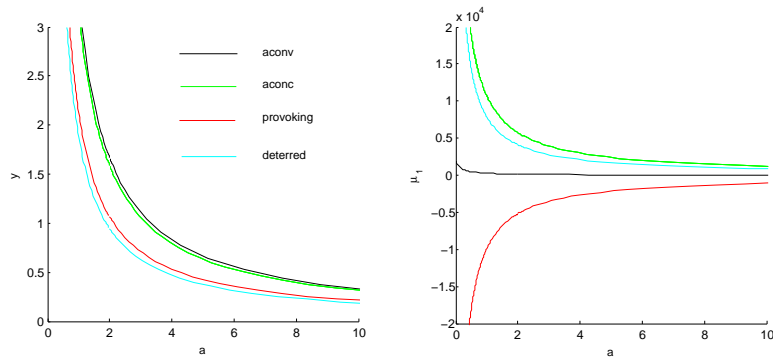 3
2.5
2
1.5
1
0.5
0
y
0 2 4 6 8 10
a
aconv
aconc
provoking
deterred
x 10^4
2
1.5
1
0.5
0
−0.5
−1
−1.5
−2
μ1
0 2 4 6 8 10
a